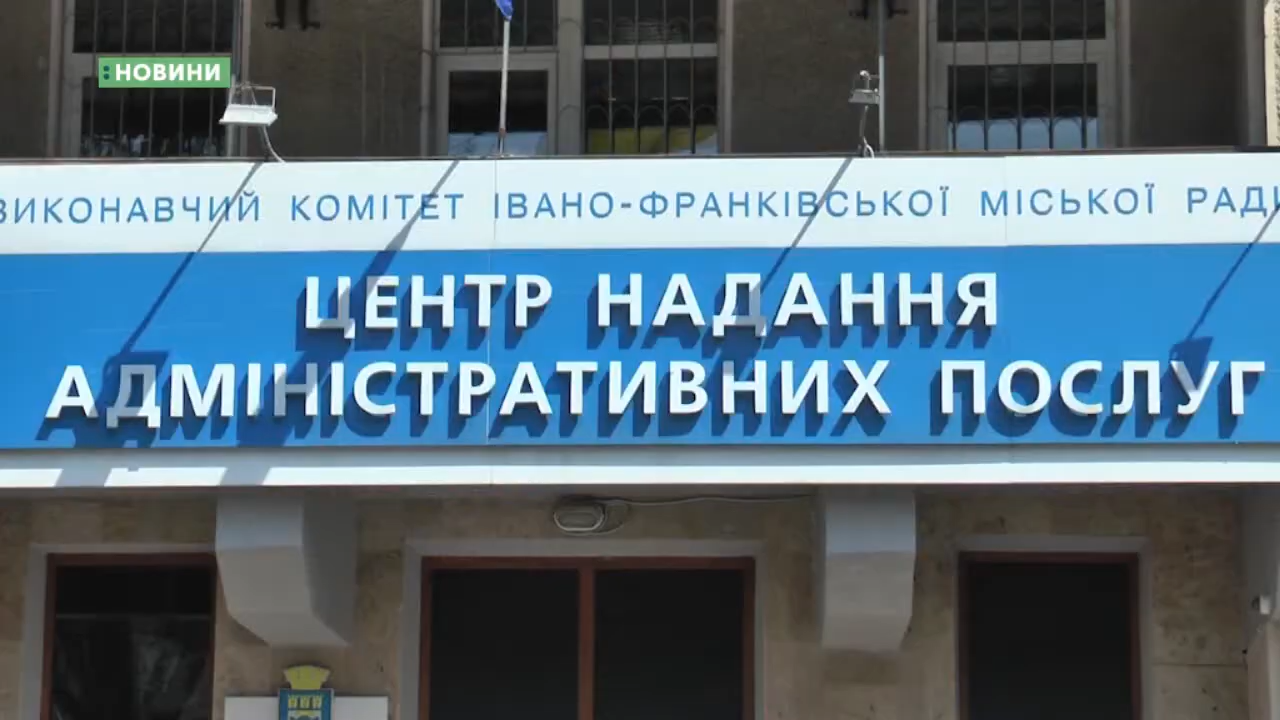 :НОВИНИ
ВИКОНАВЧИЙ КОМІТЕТ ІВАНО-ФРАНКІВСЬКОЇ МІСЬКОЇ РАДИ
ЦЕНТР НАДАННЯ
АДМІНІСТРАТИВНИХ ПОСЛУГ